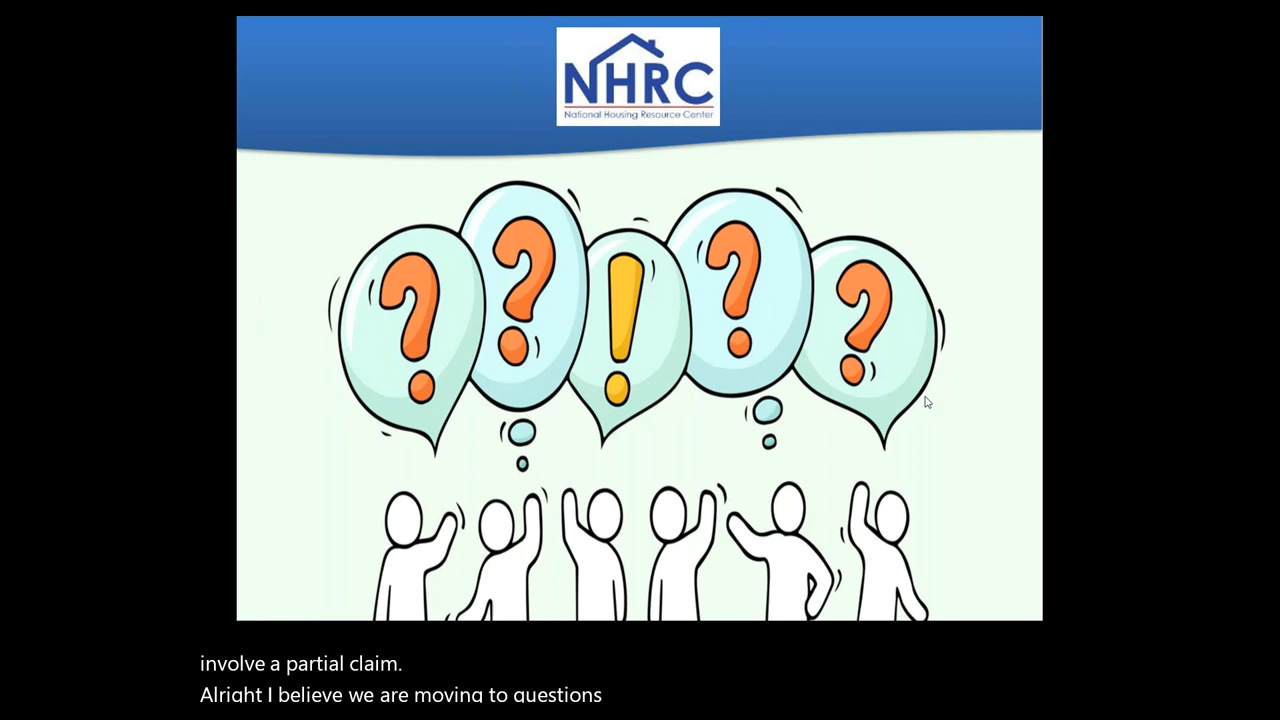 NHRC
National Housing Resource Center
? ? ! ? ?
involve a partial claim.
Alright I believe we are moving to questions